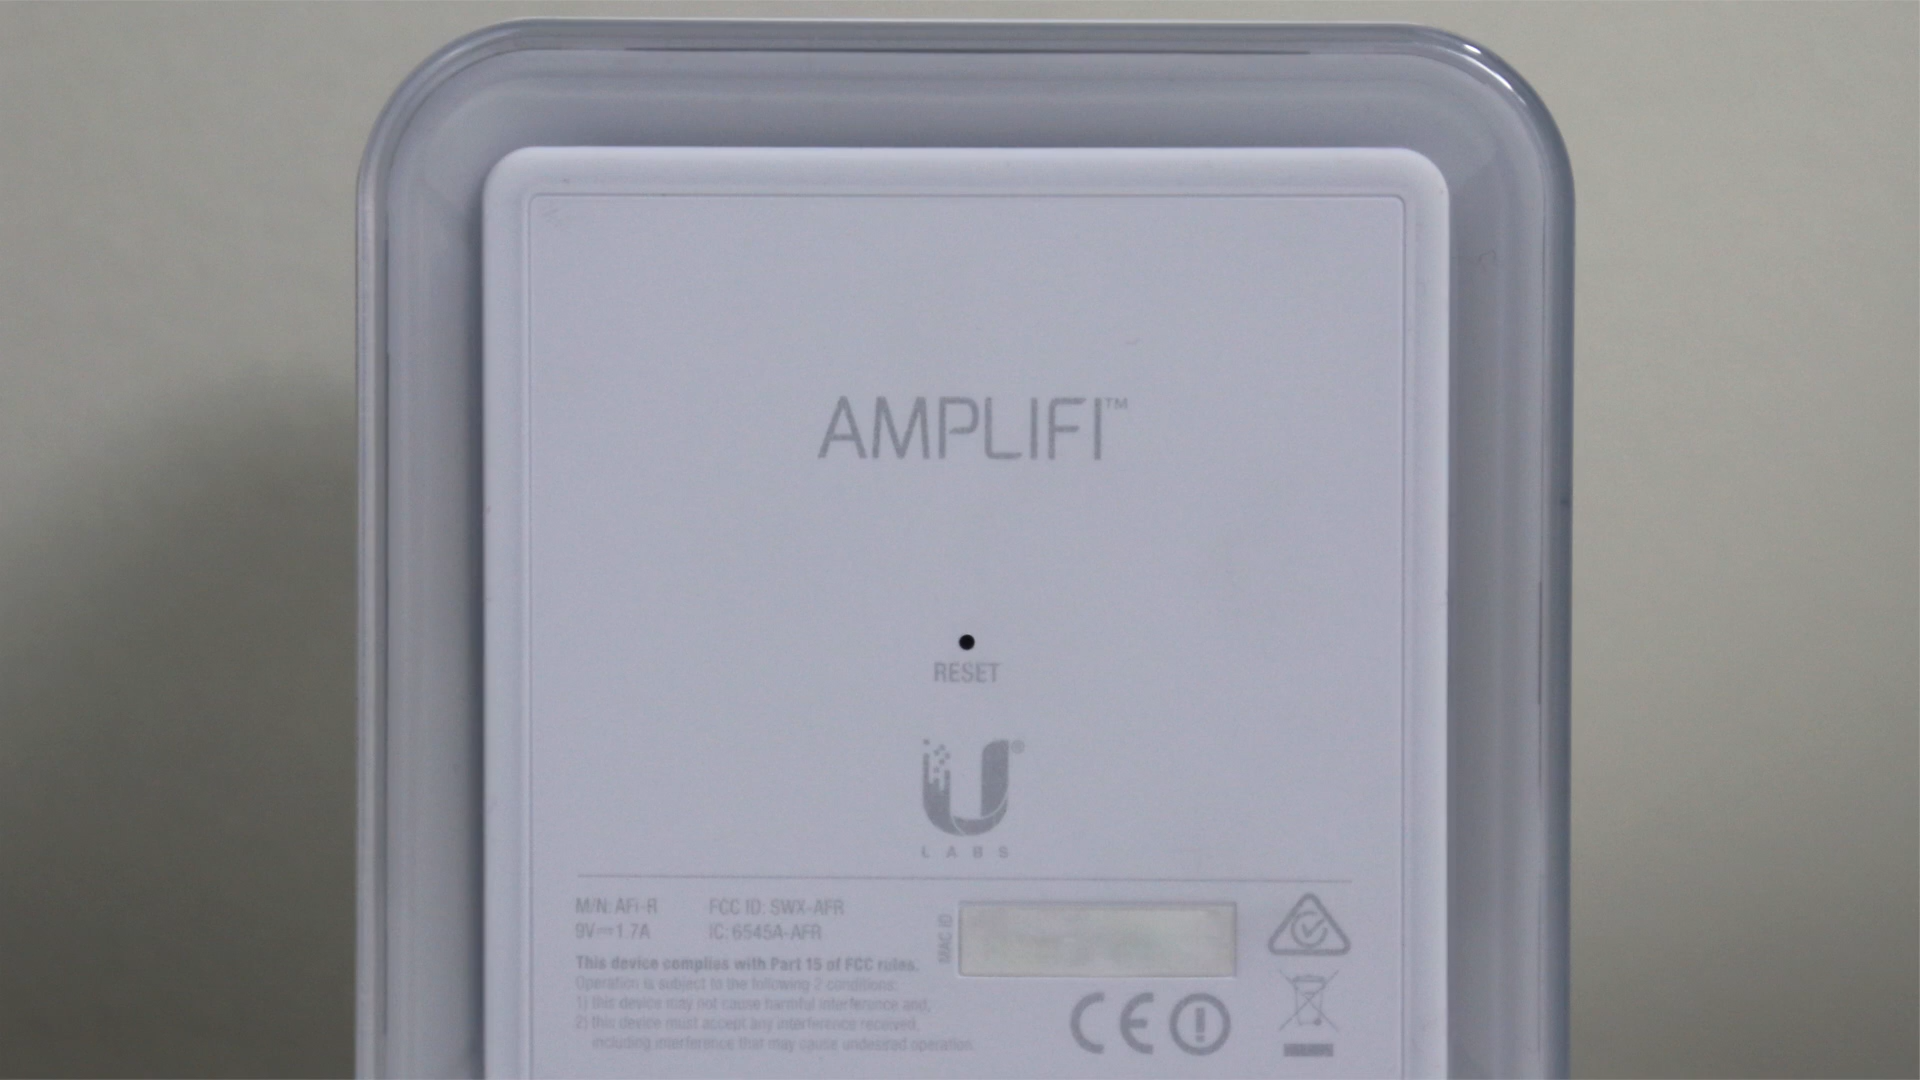 AMPLIFI™
RESET
U®
LABS
M/N: AFi-R
9V⎓1.7A
FCC ID: SWX-AFR
IC: 6545A-AFR
This device complies with Part 15 of FCC rules.
Operation is subject to the following 2 conditions:
1) this device may not cause harmful interference and,
2) this device must accept any interference received,
including interference that may cause undesired operation.
MAC ID
CE